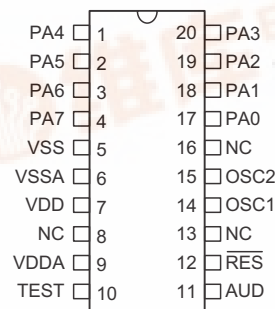 PA4 1 20 PA3
PA5 2 19 PA2
PA6 3 18 PA1
PA7 4 17 PA0
VSS 5 16 NC
VSSA 6 15 OSC2
VDD 7 14 OSC1
NC 8 13 NC
VDDA 9 12 RES
TEST 10 11 AUD